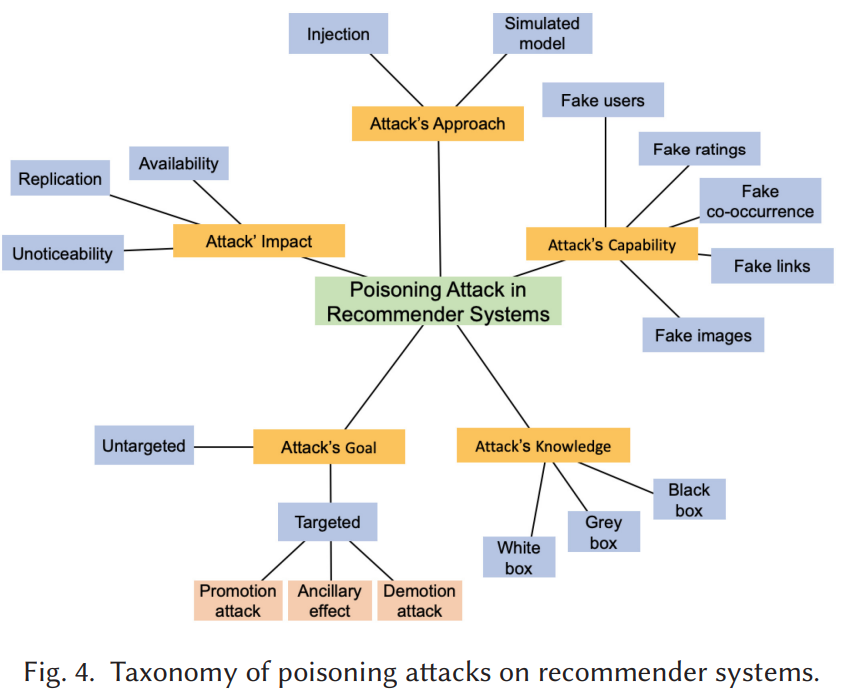 Injection
Simulated
model
Attack's Approach
Fake users
Fake ratings
Fake
co-occurrence
Attack's Capability
Fake links
Fake images
Availability
Replication
Attack' Impact
Unoticeability
Poisoning Attack in
Recommender Systems
Untargeted
Attack's Goal
Targeted
Promotion
attack
Ancillary
effect
Demotion
attack
Attack's Knowledge
White
box
Grey
box
Black
box
Fig. 4. Taxonomy of poisoning attacks on recommender systems.